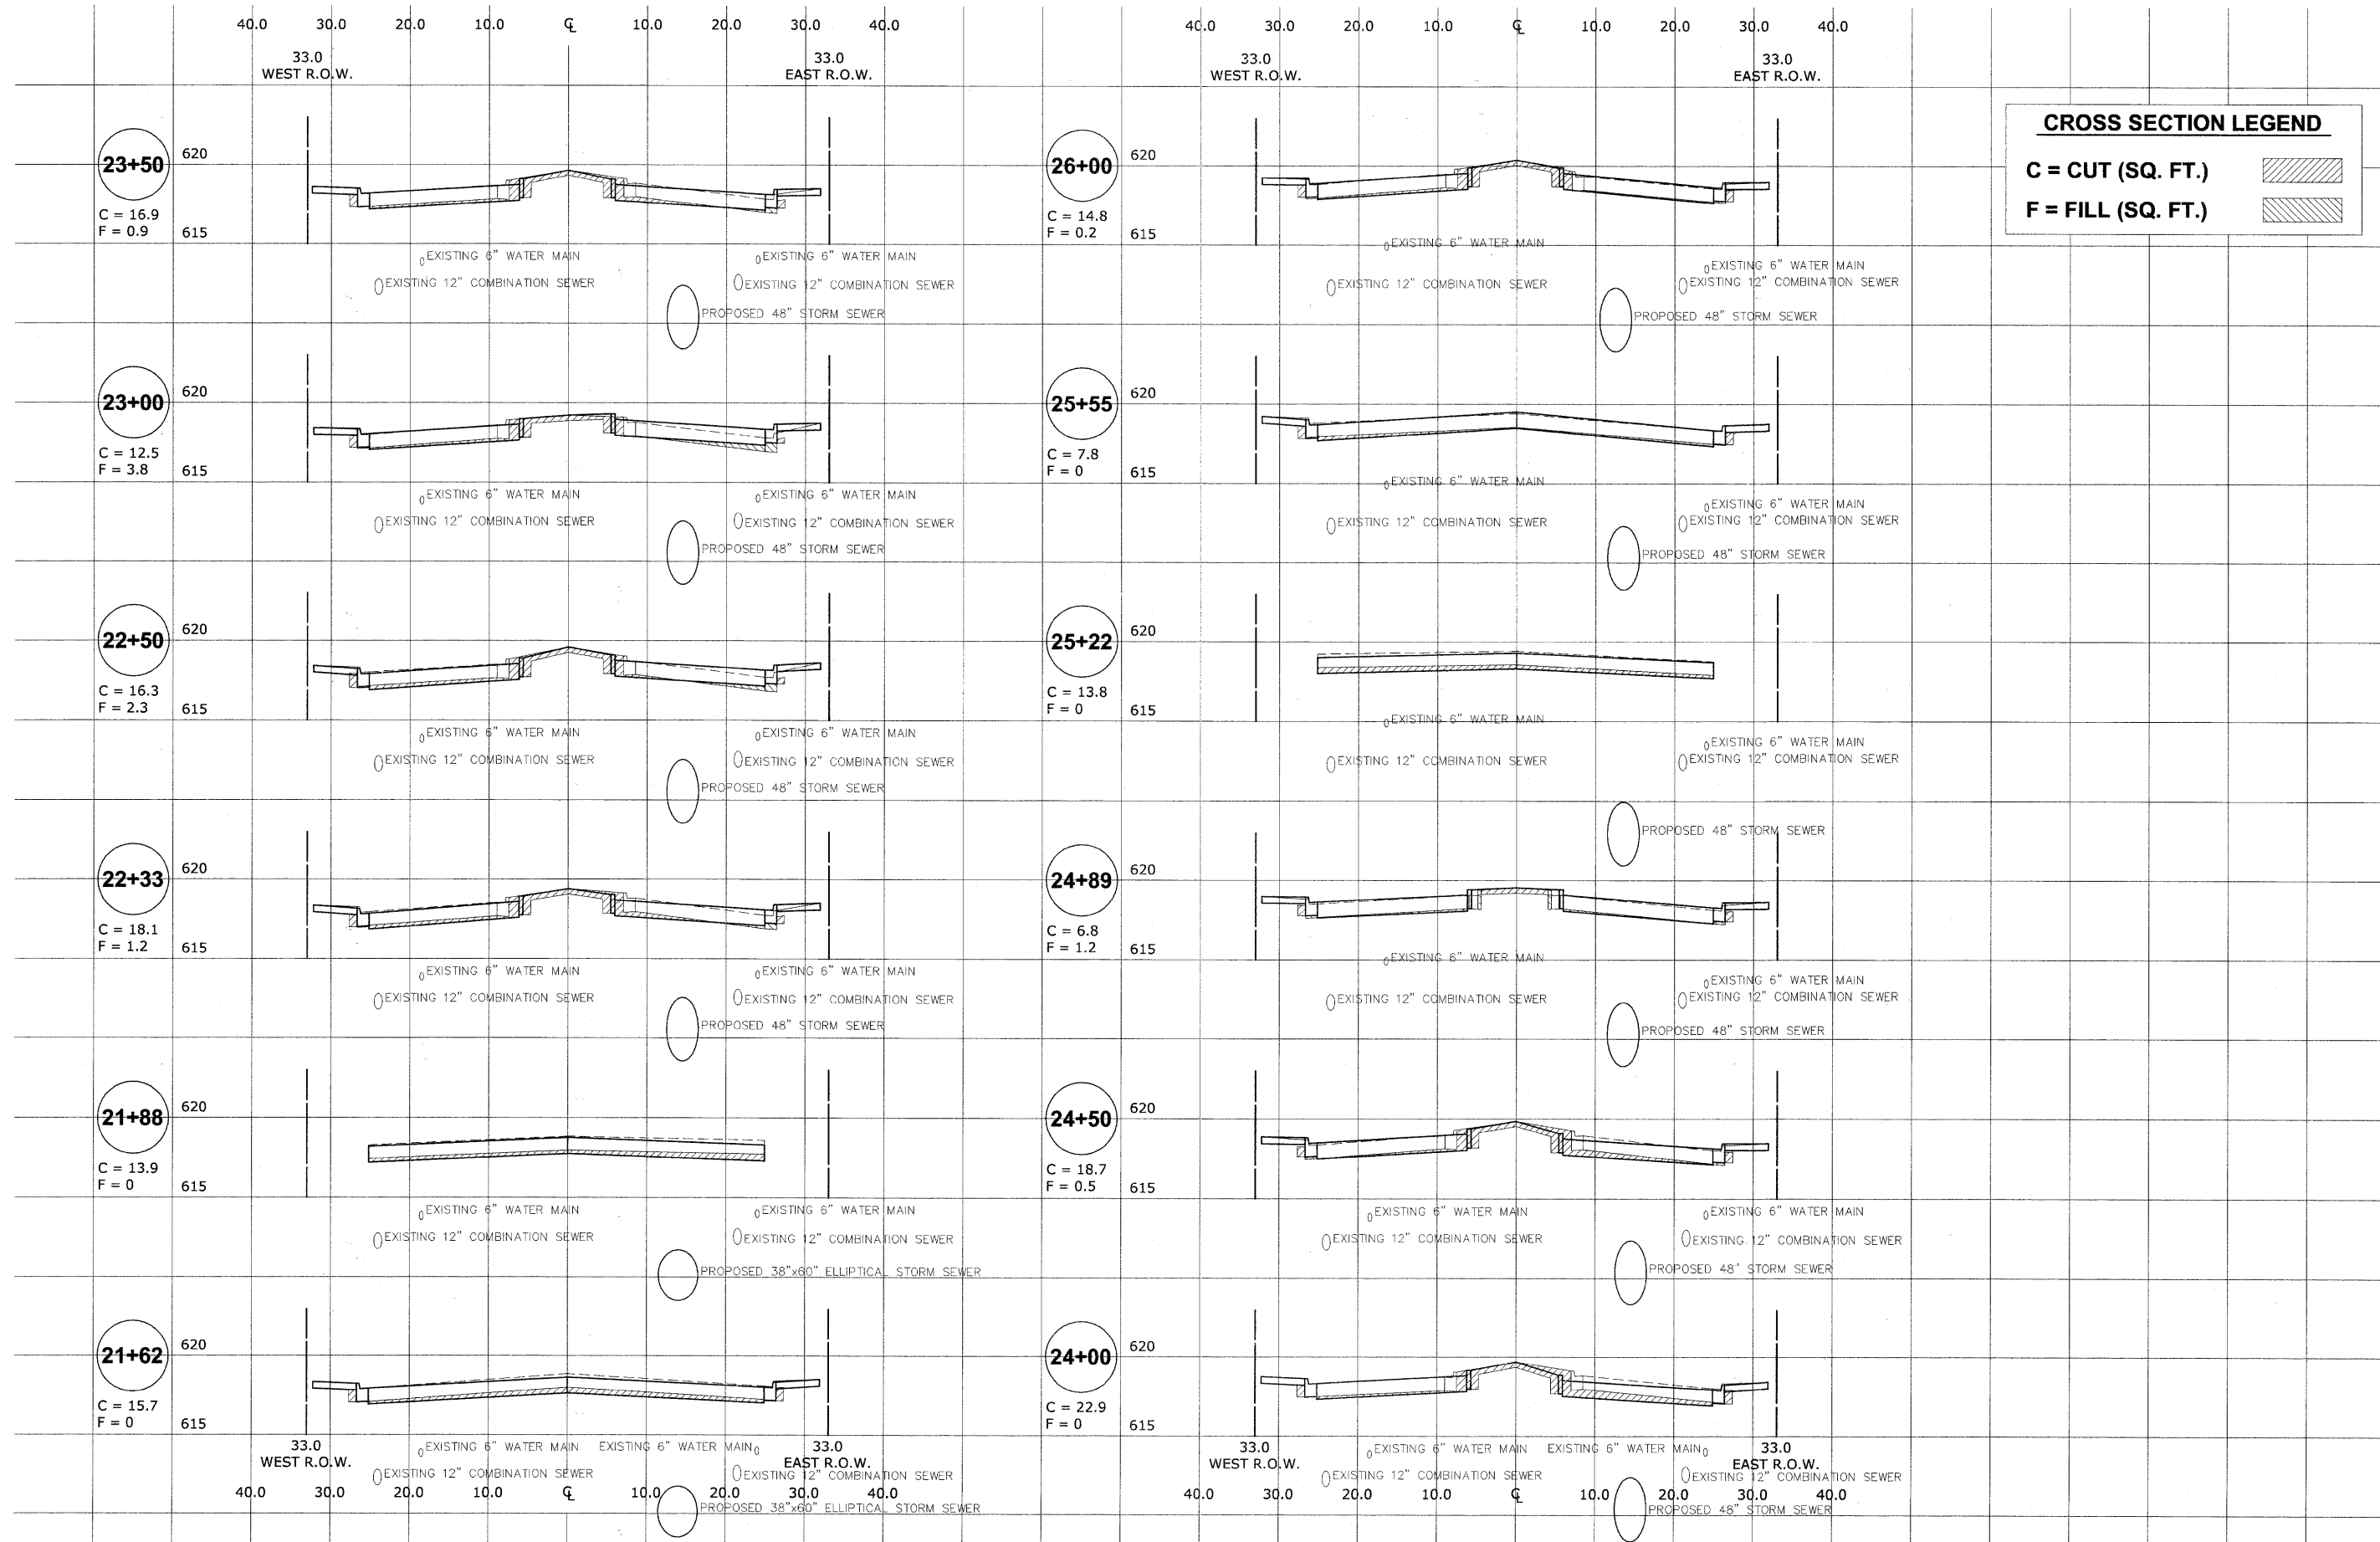 40.0 30.0 20.0 10.0 ℄ 10.0 20.0 30.0 40.0
33.0
WEST R.O.W.
33.0
EAST R.O.W.
23+50
620
C = 16.9
F = 0.9
615
EXISTING 6" WATER MAIN
EXISTING 6" WATER MAIN
EXISTING 12" COMBINATION SEWER
EXISTING 12" COMBINATION SEWER
PROPOSED 48" STORM SEWER
23+00
620
C = 12.5
F = 3.8
615
EXISTING 6" WATER MAIN
EXISTING 6" WATER MAIN
EXISTING 12" COMBINATION SEWER
EXISTING 12" COMBINATION SEWER
PROPOSED 48" STORM SEWER
22+50
620
C = 16.3
F = 2.3
615
EXISTING 6" WATER MAIN
EXISTING 6" WATER MAIN
EXISTING 12" COMBINATION SEWER
EXISTING 12" COMBINATION SEWER
PROPOSED 48" STORM SEWER
22+33
620
C = 18.1
F = 1.2
615
EXISTING 6" WATER MAIN
EXISTING 6" WATER MAIN
EXISTING 12" COMBINATION SEWER
EXISTING 12" COMBINATION SEWER
PROPOSED 48" STORM SEWER
21+88
620
C = 13.9
F = 0
615
EXISTING 6" WATER MAIN
EXISTING 6" WATER MAIN
EXISTING 12" COMBINATION SEWER
EXISTING 12" COMBINATION SEWER
PROPOSED 38"x60" ELLIPTICAL STORM SEWER
21+62
620
C = 15.7
F = 0
615
33.0
WEST R.O.W.
EXISTING 6" WATER MAIN
EXISTING 6" WATER MAIN
33.0
EAST R.O.W.
EXISTING 12" COMBINATION SEWER
EXISTING 12" COMBINATION SEWER
40.0 30.0 20.0 10.0 ℄ 10.0 20.0 30.0 40.0
PROPOSED 38"x60" ELLIPTICAL STORM SEWER
40.0 30.0 20.0 10.0 ℄ 10.0 20.0 30.0 40.0
33.0
WEST R.O.W.
33.0
EAST R.O.W.
26+00
620
C = 14.8
F = 0.2
615
EXISTING 6" WATER MAIN
EXISTING 6" WATER MAIN
EXISTING 12" COMBINATION SEWER
EXISTING 12" COMBINATION SEWER
PROPOSED 48" STORM SEWER
25+55
620
C = 7.8
F = 0
615
EXISTING 6" WATER MAIN
EXISTING 6" WATER MAIN
EXISTING 12" COMBINATION SEWER
EXISTING 12" COMBINATION SEWER
PROPOSED 48" STORM SEWER
25+22
620
C = 13.8
F = 0
615
EXISTING 6" WATER MAIN
EXISTING 6" WATER MAIN
EXISTING 12" COMBINATION SEWER
EXISTING 12" COMBINATION SEWER
PROPOSED 48" STORM SEWER
24+89
620
C = 6.8
F = 1.2
615
EXISTING 6" WATER MAIN
EXISTING 6" WATER MAIN
EXISTING 12" COMBINATION SEWER
EXISTING 12" COMBINATION SEWER
PROPOSED 48" STORM SEWER
24+50
620
C = 18.7
F = 0.5
615
EXISTING 6" WATER MAIN
EXISTING 6" WATER MAIN
EXISTING 12" COMBINATION SEWER
EXISTING 12" COMBINATION SEWER
PROPOSED 48" STORM SEWER
24+00
620
C = 22.9
F = 0
615
33.0
WEST R.O.W.
EXISTING 6" WATER MAIN
EXISTING 6" WATER MAIN
33.0
EAST R.O.W.
EXISTING 12" COMBINATION SEWER
EXISTING 12" COMBINATION SEWER
40.0 30.0 20.0 10.0 ℄ 10.0 20.0 30.0 40.0
PROPOSED 48" STORM SEWER
CROSS SECTION LEGEND
C = CUT (SQ. FT.)
F = FILL (SQ. FT.)